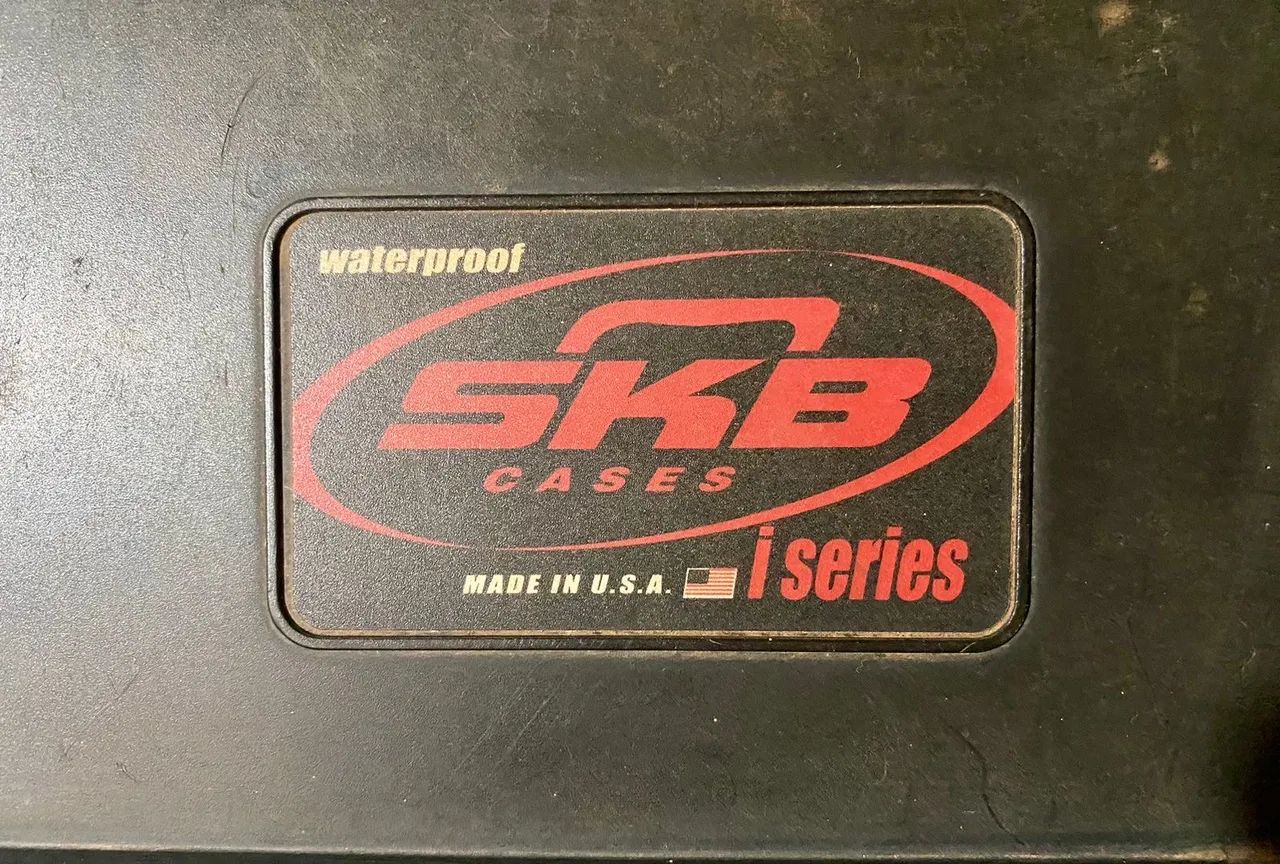 waterproof
SKB
CASES
MADE IN U.S.A. i series